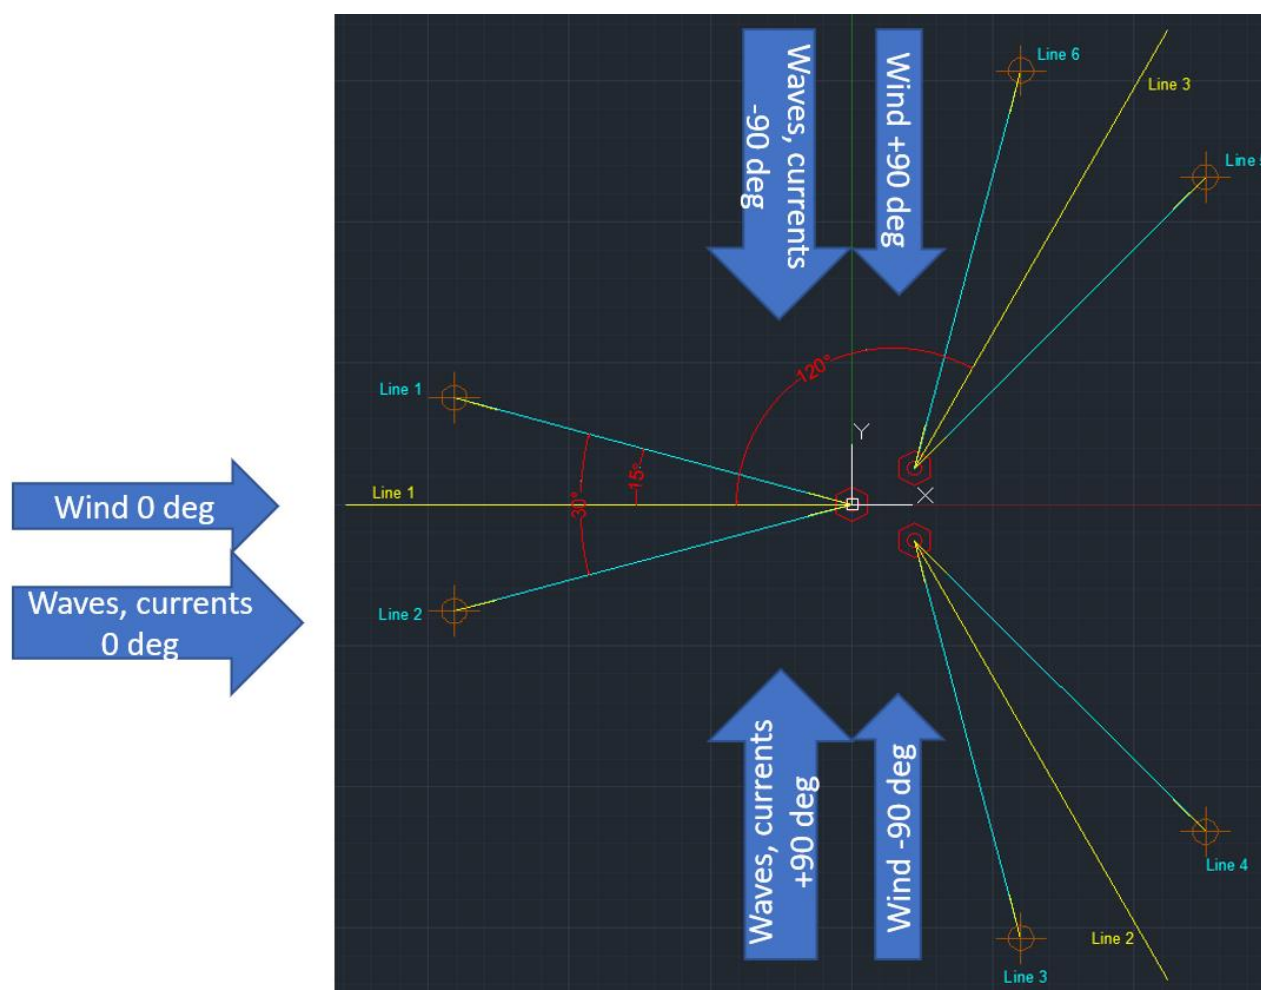 Waves, currents
-90 deg
Wind +90 deg
Line 6
Line 3
Line
Line 1
120°
Y
X
15°
30°
Line 1
Wind 0 deg
Waves, currents
0 deg
Line 2
Waves, currents
+90 deg
Wind -90 deg
Line 4
Line 2
Line 3